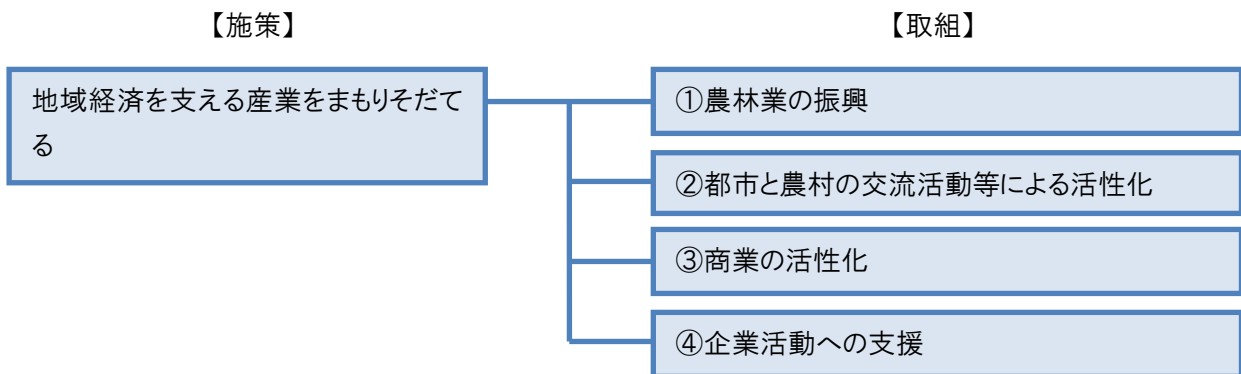 【施策】
【取組】
地域経済を支える産業をまもりそだて
る
①農林業の振興
②都市と農村の交流活動等による活性化
③商業の活性化
④企業活動への支援